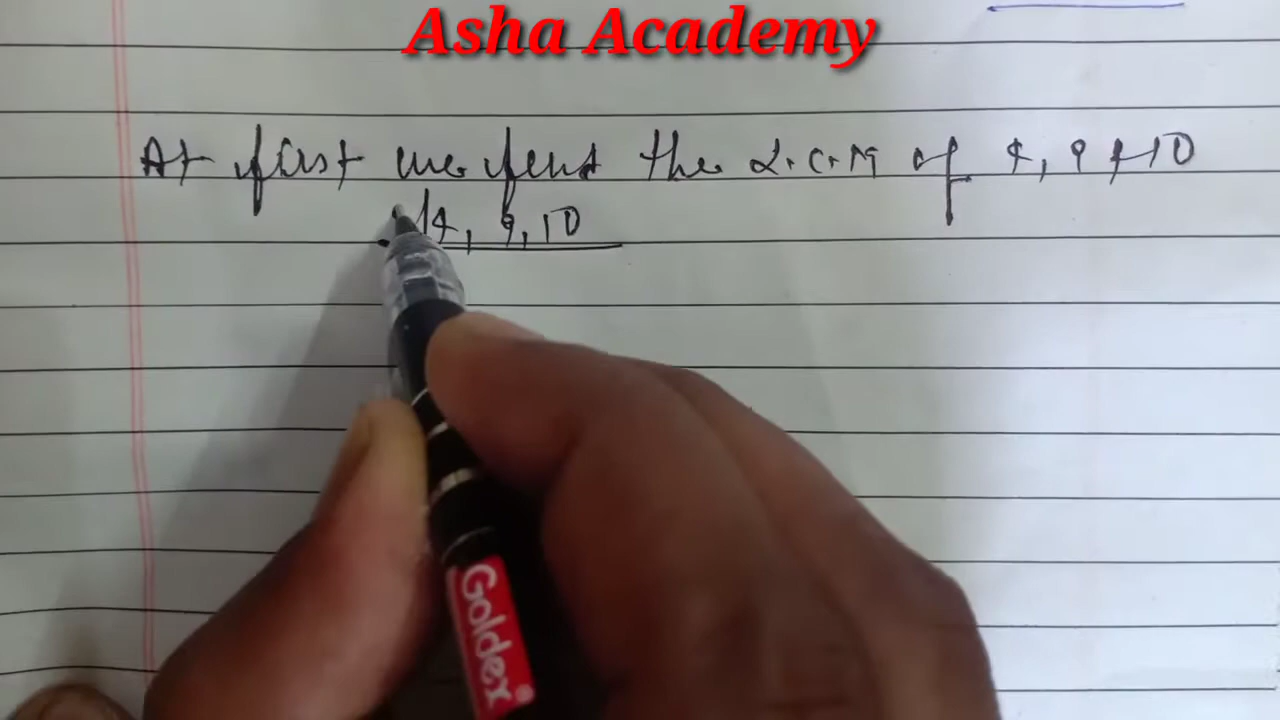 Asha Academy
At first we find the L.C.M of 4, 9 & 10
4, 9, 10
Goldex